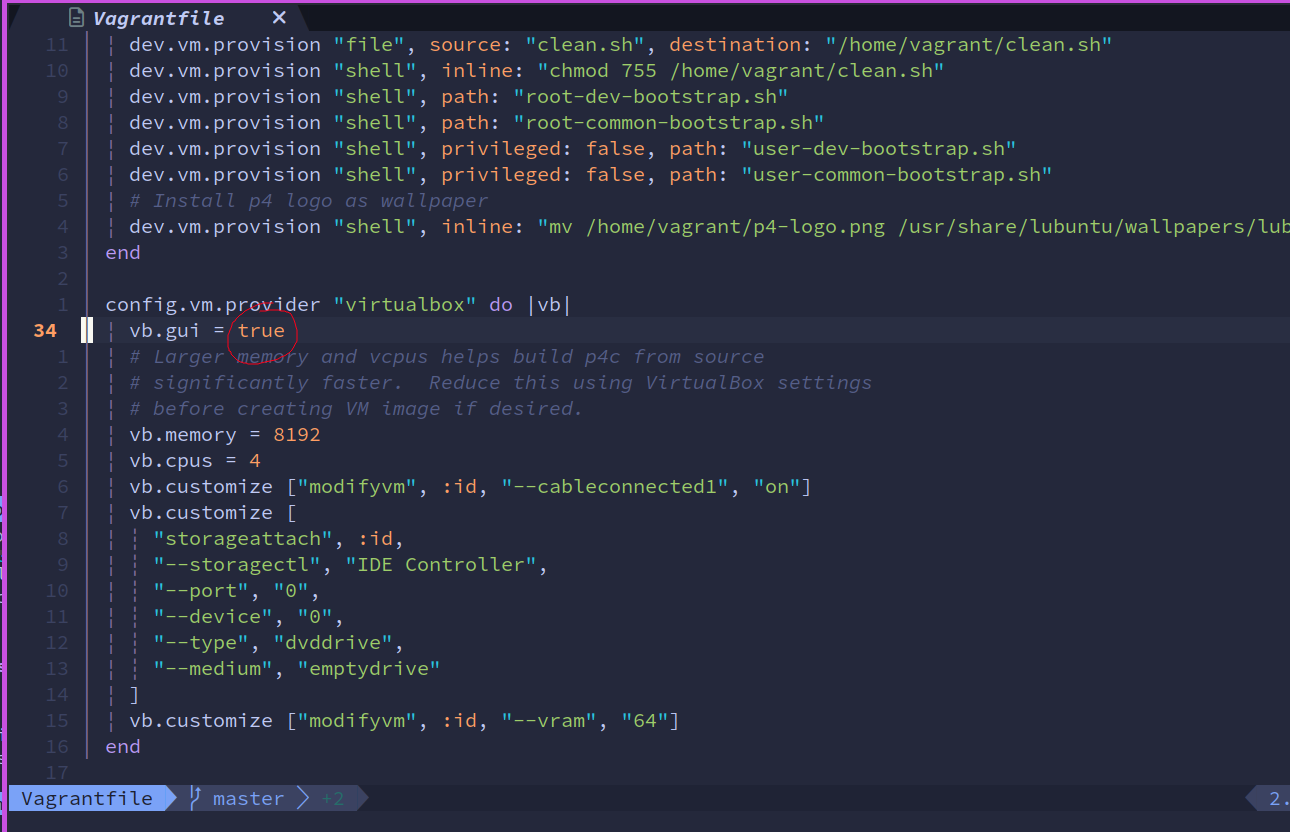 Vagrantfile ×
11 dev.vm.provision "file", source: "clean.sh", destination: "/home/vagrant/clean.sh"
10 dev.vm.provision "shell", inline: "chmod 755 /home/vagrant/clean.sh"
9 dev.vm.provision "shell", path: "root-dev-bootstrap.sh"
8 dev.vm.provision "shell", path: "root-common-bootstrap.sh"
7 dev.vm.provision "shell", privileged: false, path: "user-dev-bootstrap.sh"
6 dev.vm.provision "shell", privileged: false, path: "user-common-bootstrap.sh"
5 # Install p4 logo as wallpaper
4 dev.vm.provision "shell", inline: "mv /home/vagrant/p4-logo.png /usr/share/lubuntu/wallpapers/lub
3 end
2
1 config.vm.provider "virtualbox" do |vb|
34 vb.gui = true
1 # Larger memory and vcpus helps build p4c from source
2 # significantly faster.  Reduce this using VirtualBox settings
3 # before creating VM image if desired.
4 vb.memory = 8192
5 vb.cpus = 4
6 vb.customize ["modifyvm", :id, "--cableconnected1", "on"]
7 vb.customize [
8 "storageattach", :id,
9 "--storagectl", "IDE Controller",
10 "--port", "0",
11 "--device", "0",
12 "--type", "dvddrive",
13 "--medium", "emptydrive"
14 ]
15 vb.customize ["modifyvm", :id, "--vram", "64"]
16 end
17
Vagrantfile master +2 2.